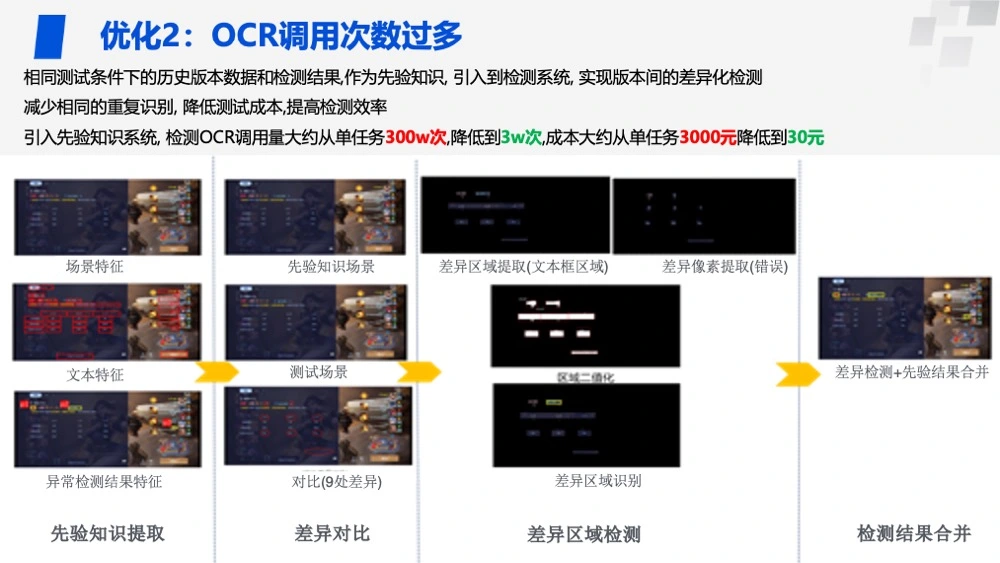 优化2：OCR调用次数过多
相同测试条件下的历史版本数据和检测结果,作为先验知识, 引入到检测系统, 实现版本间的差异化检测
减少相同的重复识别, 降低测试成本,提高检测效率
引入先验知识系统, 检测OCR调用量大约从单任务300w次,降低到3w次,成本大约从单任务3000元降低到30元
场景特征
先验知识场景
差异区域提取(文本框区域)
差异像素提取(错误)
文本特征
测试场景
区域二值化
差异检测+先验结果合并
异常检测结果特征
对比(9处差异)
差异区域识别
先验知识提取
差异对比
差异区域检测
检测结果合并